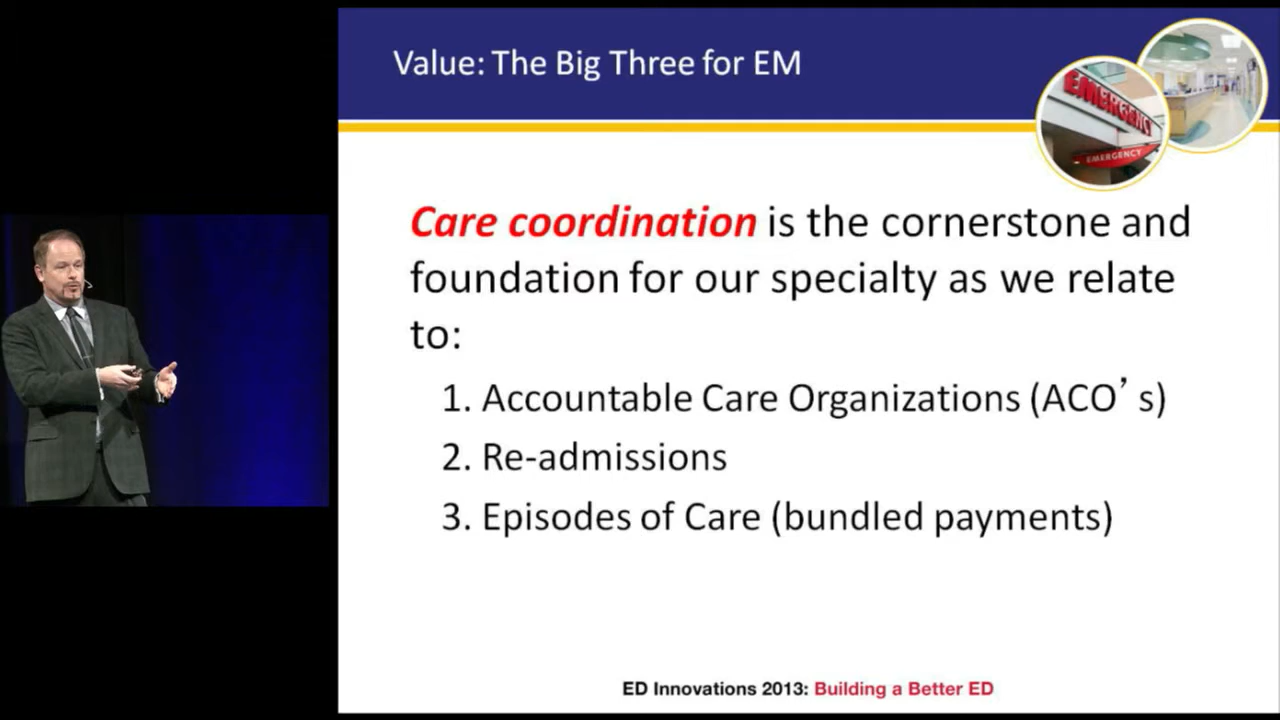 Value: The Big Three for EM
EMERGENC
EMERGENCY
Care coordination is the cornerstone and
foundation for our specialty as we relate
to:
1. Accountable Care Organizations (ACO’s)
2. Re-admissions
3. Episodes of Care (bundled payments)
ED Innovations 2013: Building a Better ED